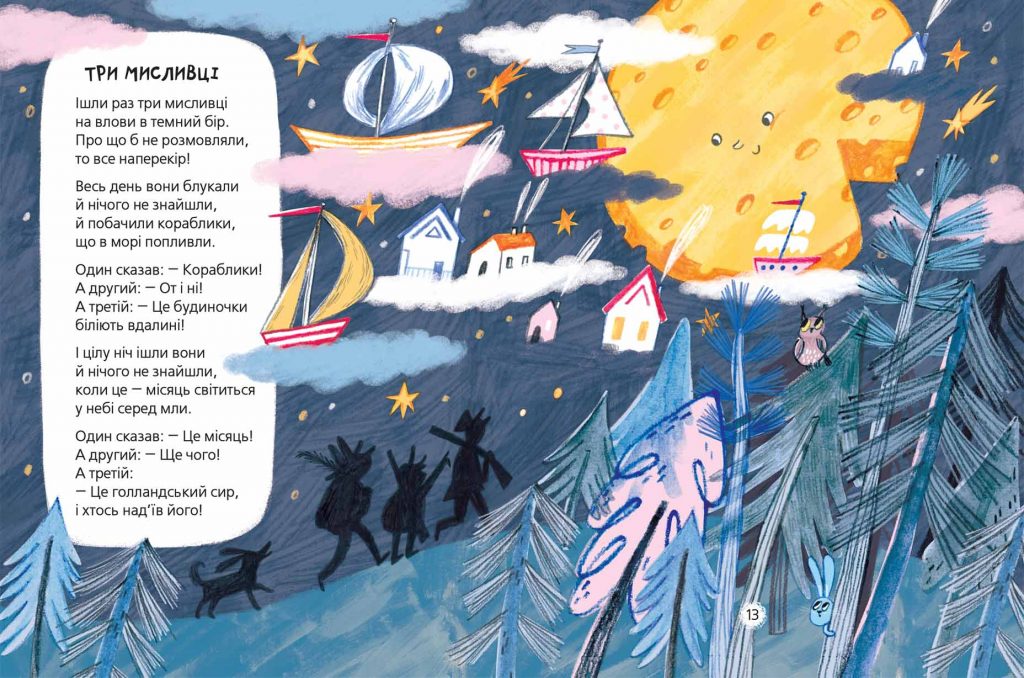 ТРИ МИСЛИВЦІ
Ішли раз три мисливці
на влови в темний бір.
Про що б не розмовляли,
то все наперекір!
Весь день вони блукали
й нічого не знайшли,
й побачили кораблики,
що в морі попливли.
Один сказав: — Кораблики!
А другий: — От і ні!
А третій: — Це будиночки
біліють вдалині!
І цілу ніч ішли вони
й нічого не знайшли,
коли це — місяць світиться
у небі серед мли.
Один сказав: — Це місяць!
А другий: — Ще чого!
А третій:
— Це голландський сир,
і хтось над’їв його!
13